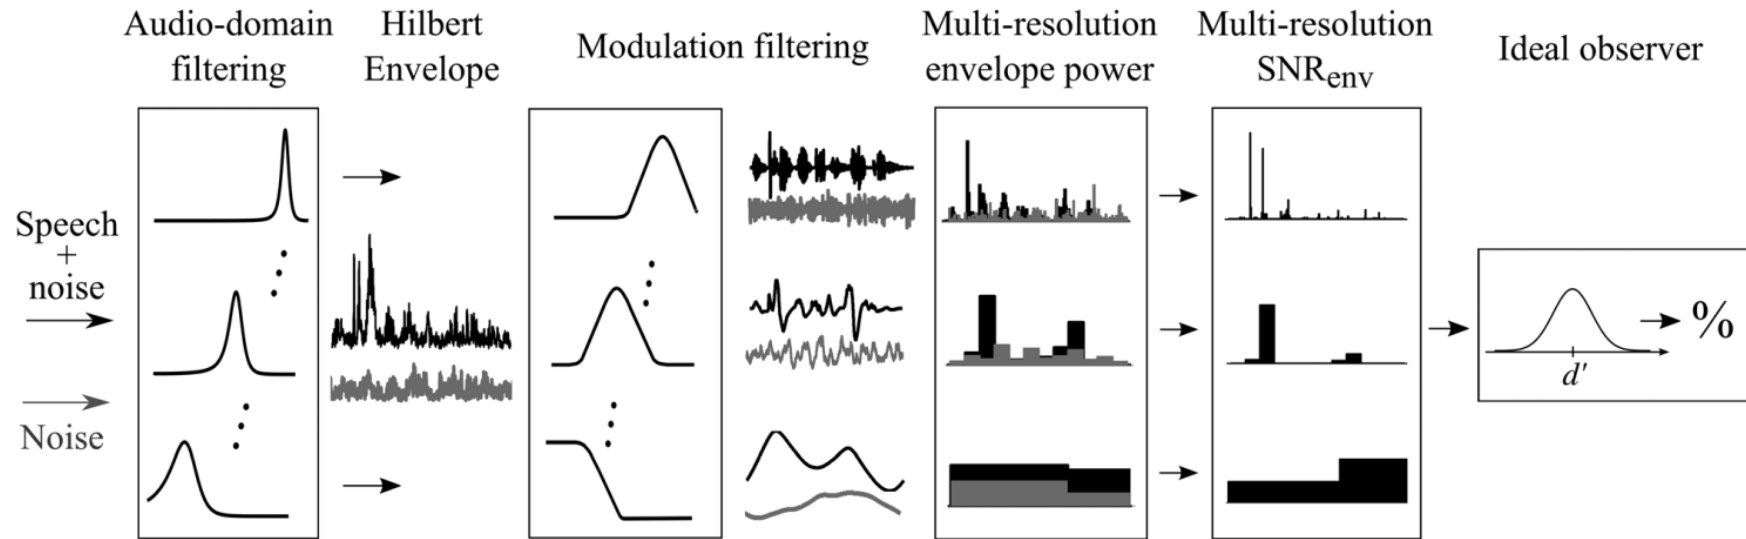 Audio-domain
filtering
Hilbert
Envelope
Modulation filtering
Multi-resolution
envelope power
Multi-resolution
SNRenv
Ideal observer
Speech
+
noise
Noise
d'
%